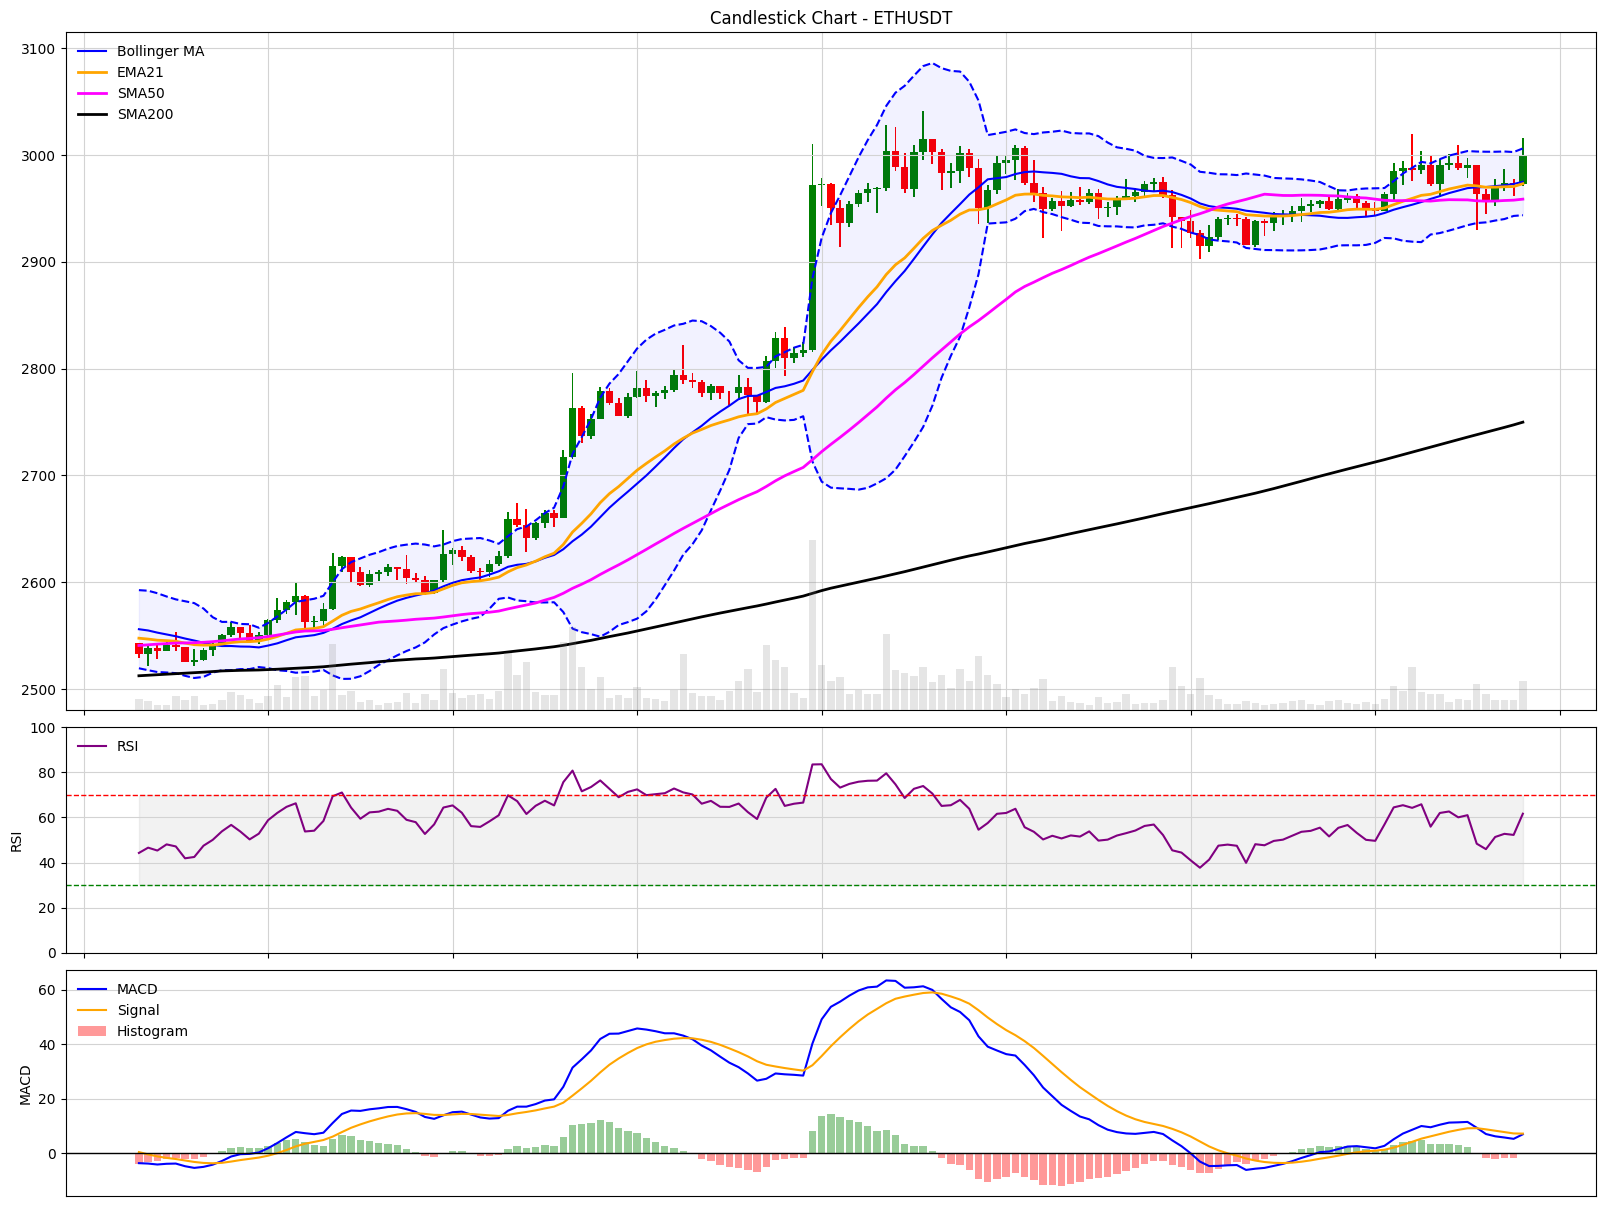 Candlestick Chart - ETHUSDT
3100
3000
2900
2800
2700
2600
2500
Bollinger MA
EMA21
SMA50
SMA200
100
80
60
40
20
0
RSI
RSI
60
40
20
0
MACD
MACD
Signal
Histogram